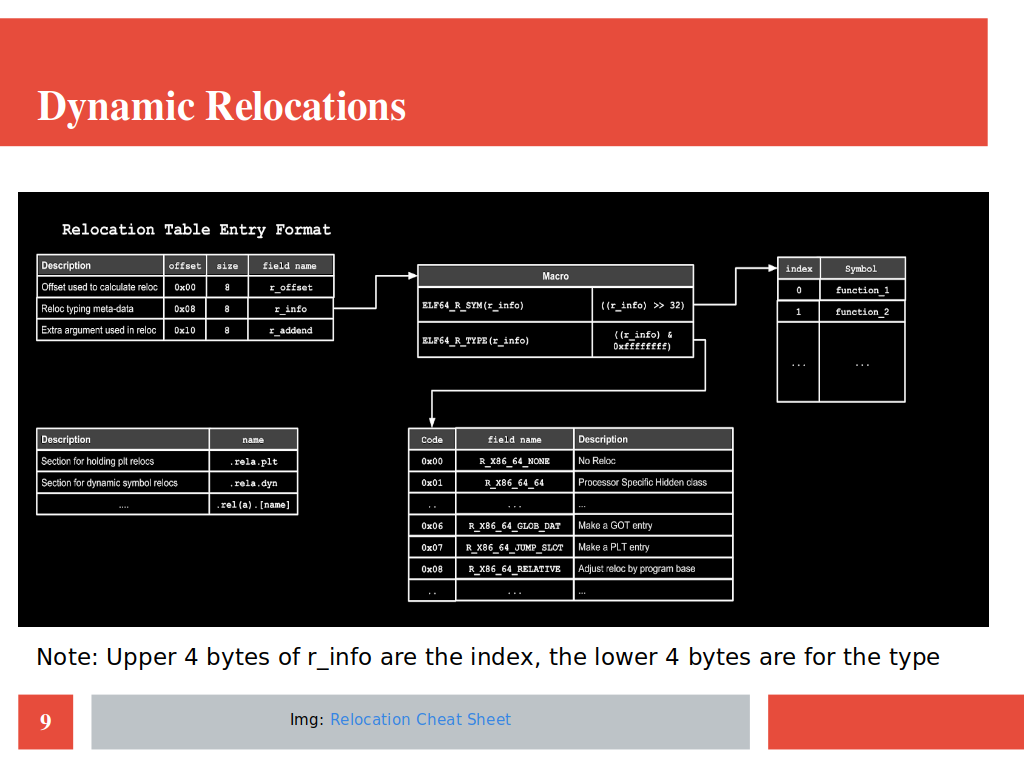 Dynamic Relocations
Relocation Table Entry Format
Description offset size field name
Offset used to calculate reloc 0x00 8 r_offset
Reloc typing meta-data 0x08 8 r_info
Extra argument used in reloc 0x10 8 r_addend
Macro
ELF64_R_SYM(r_info) ((r_info) >> 32)
ELF64_R_TYPE(r_info) ((r_info) &
0xffffffff)
index Symbol
0 function_1
1 function_2
... ...
Description name
Section for holding plt relocs .rela.plt
Section for dynamic symbol relocs .rela.dyn
.... .rel(a).[name]
Code field name Description
0x00 R_X86_64_NONE No Reloc
0x01 R_X86_64_64 Processor Specific Hidden class
.. ... ...
0x06 R_X86_64_GLOB_DAT Make a GOT entry
0x07 R_X86_64_JUMP_SLOT Make a PLT entry
0x08 R_X86_64_RELATIVE Adjust reloc by program base
.. ... ...
Note: Upper 4 bytes of r_info are the index, the lower 4 bytes are for the type
9
Img: Relocation Cheat Sheet